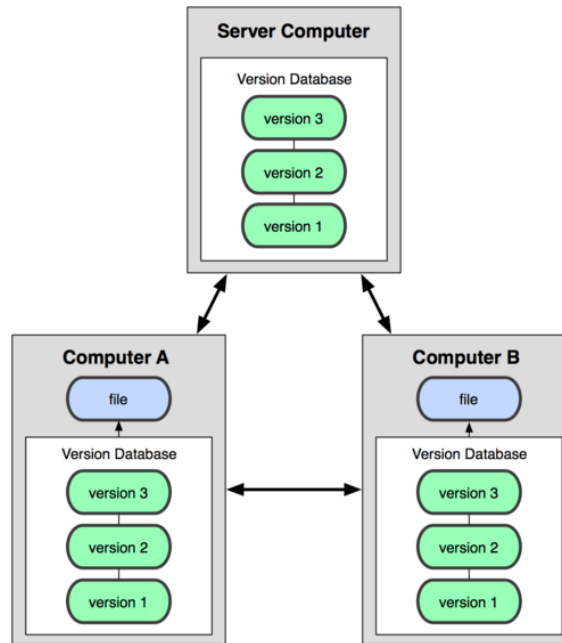 Server Computer
Version Database
version 3
version 2
version 1
Computer A
file
Version Database
version 3
version 2
version 1
Computer B
file
Version Database
version 3
version 2
version 1